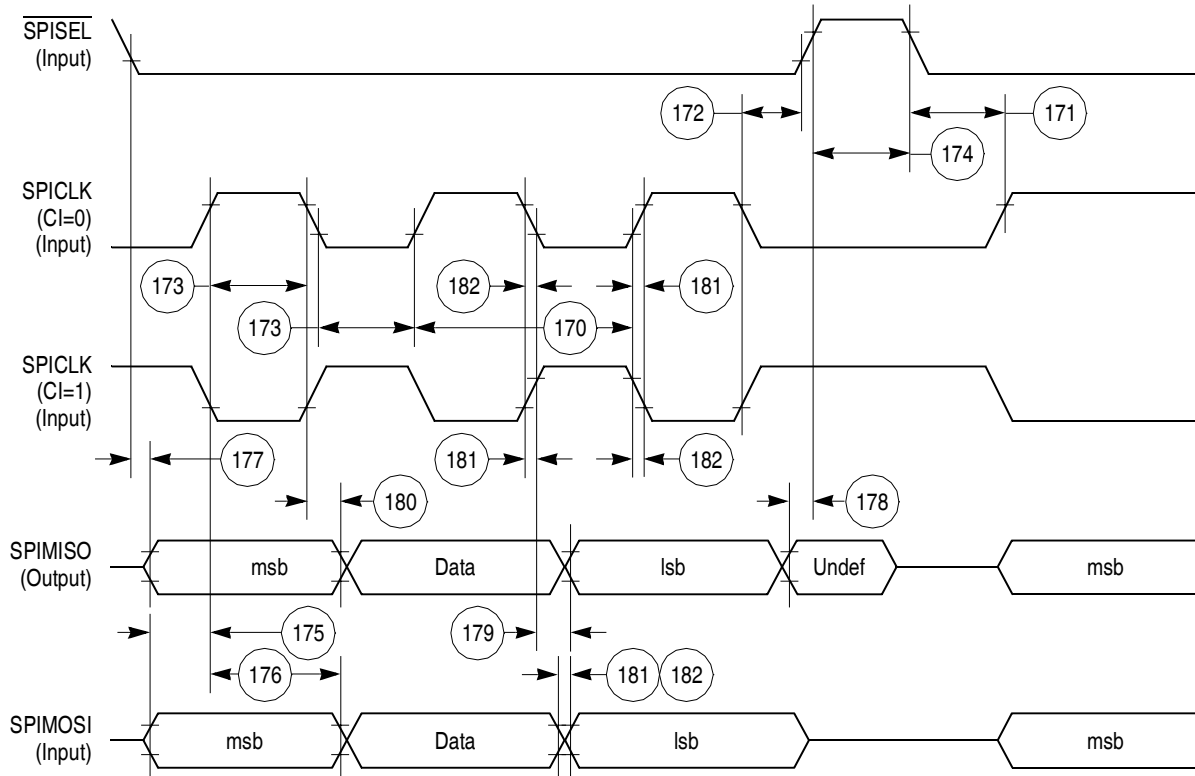 SPISEL
(Input)
172
171
174
SPICLK
(CI=0)
(Input)
173
182
181
173
170
SPICLK
(CI=1)
(Input)
177
181
182
180
178
SPIMISO
(Output)
msb
Data
lsb
Undef
msb
175
179
176
181
182
SPIMOSI
(Input)
msb
Data
lsb
msb